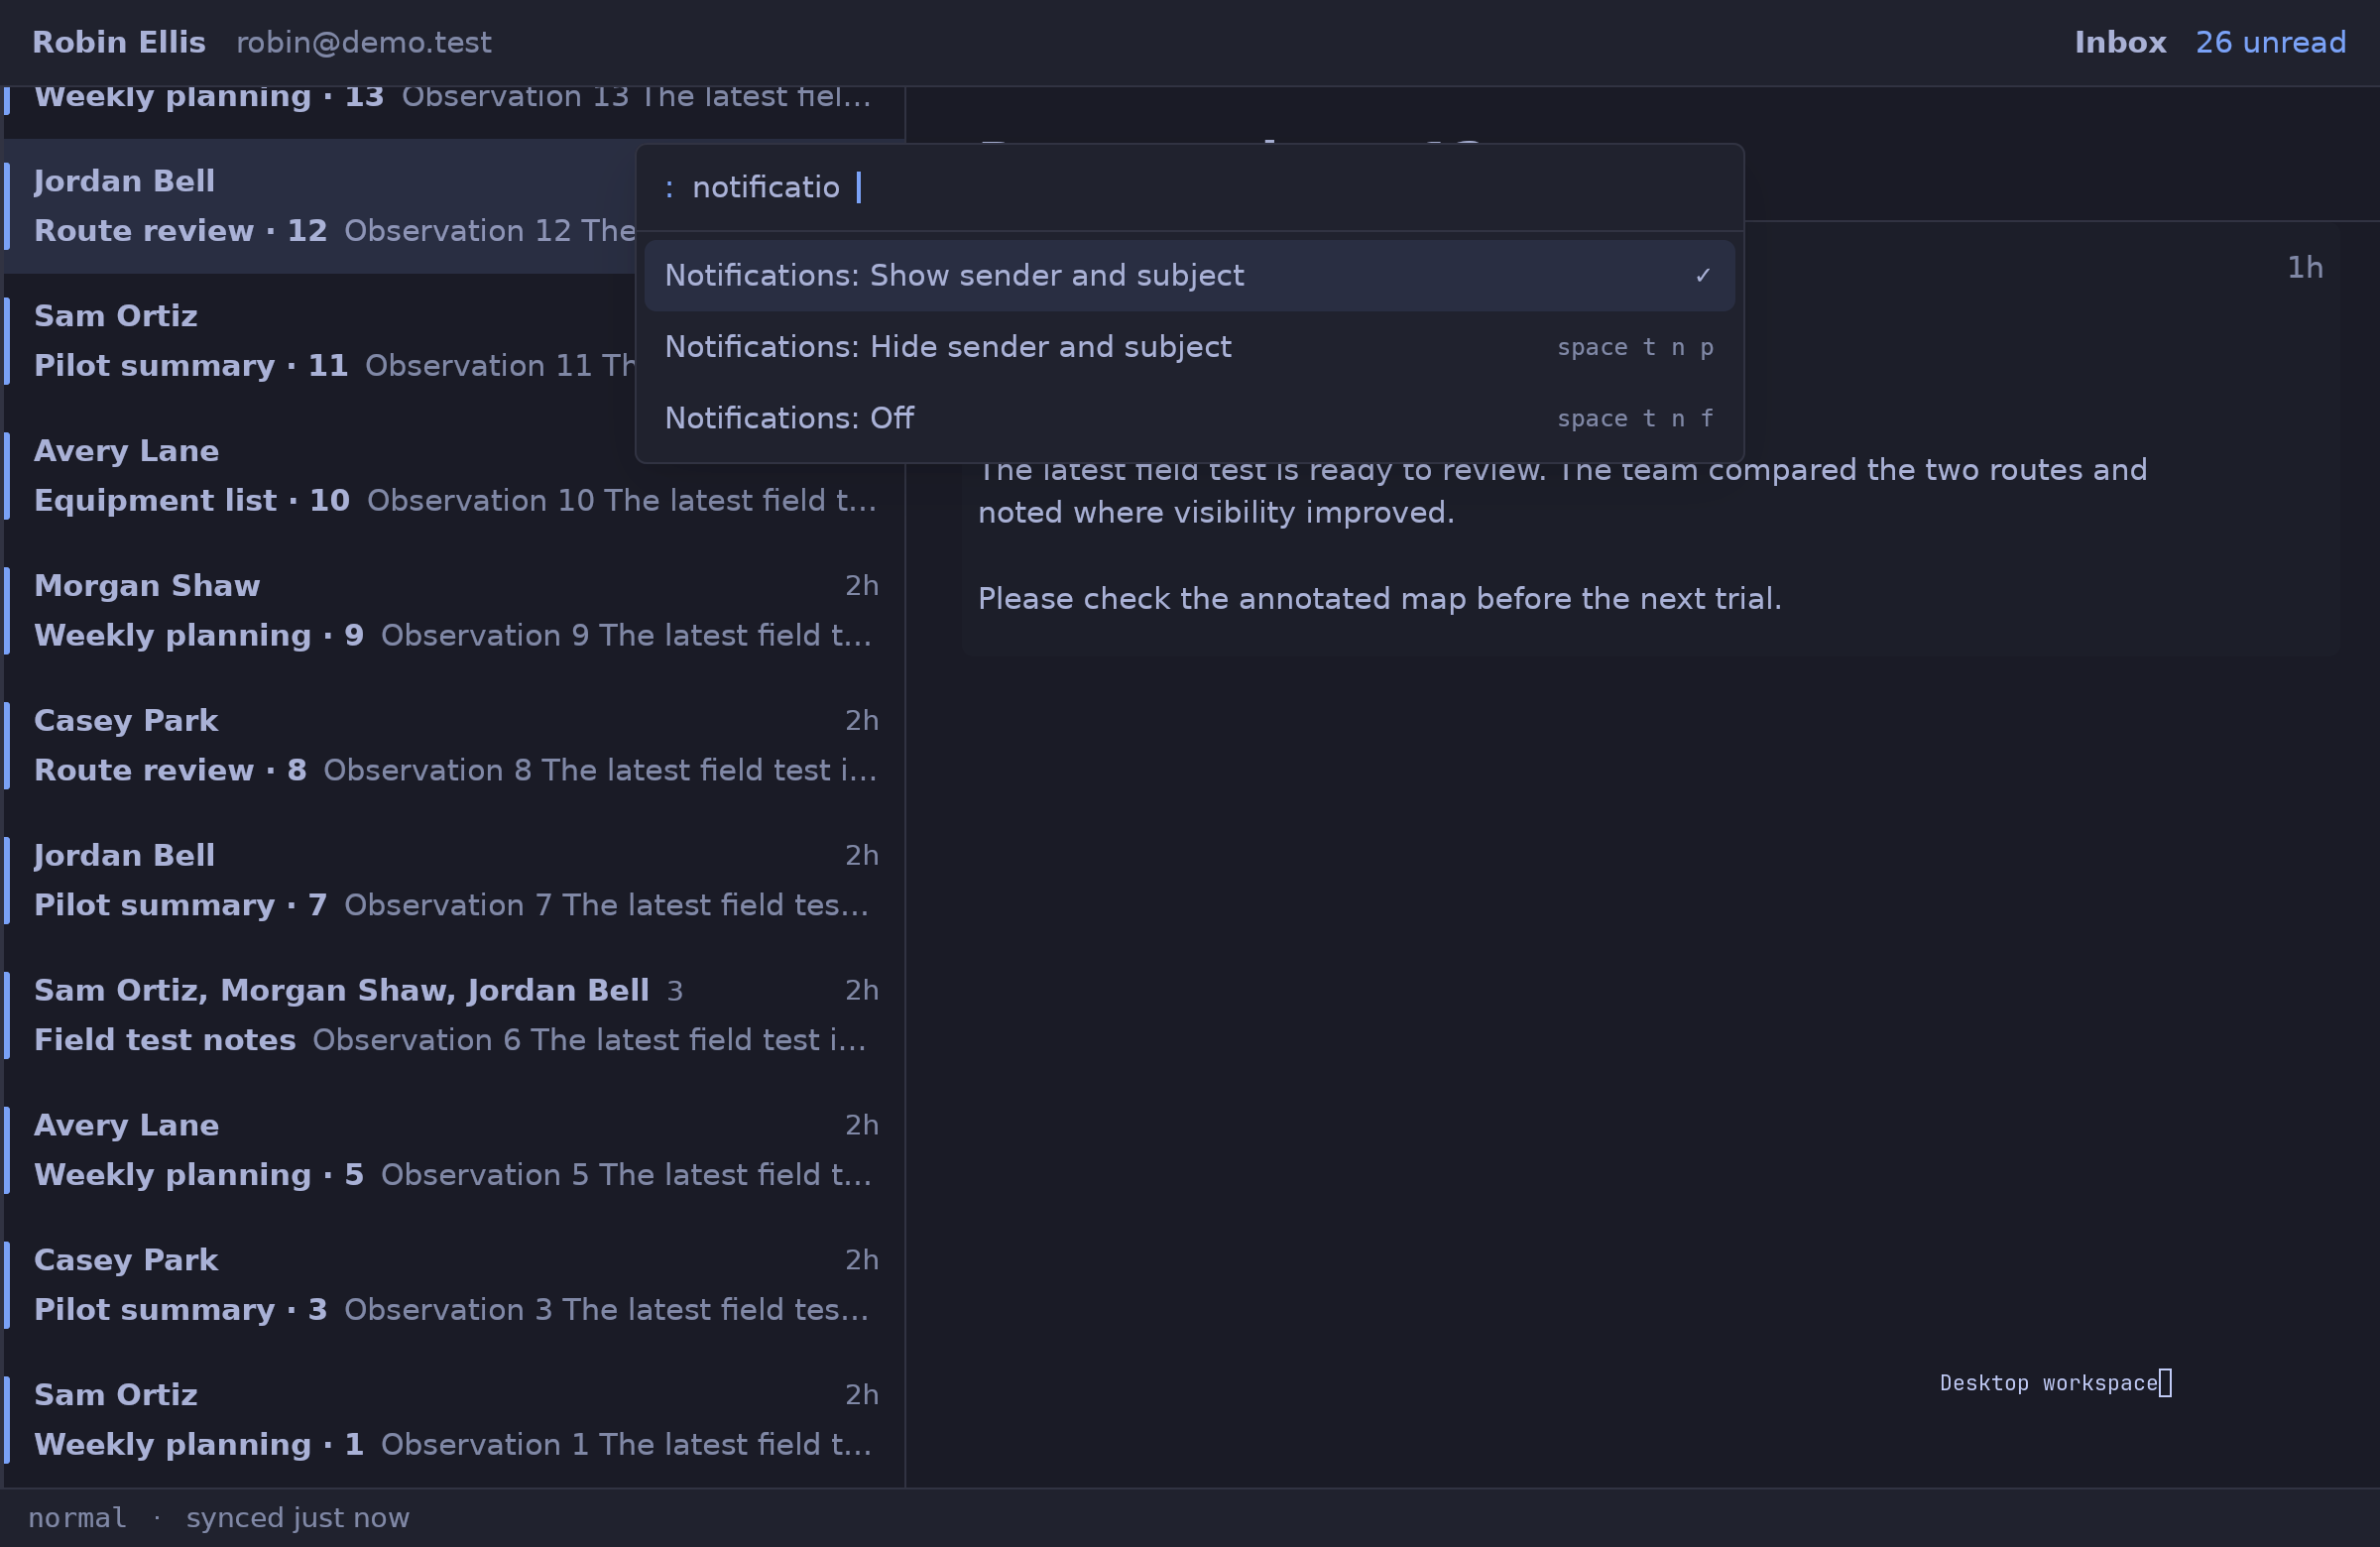 Robin Ellis robin@demo.test
Inbox 26 unread
Weekly planning · 13 Observation 13 The latest fiel…
Jordan Bell
Route review · 12 Observation 12 The
Sam Ortiz
Pilot summary · 11 Observation 11 Th
Avery Lane
Equipment list · 10 Observation 10 The latest field t…
Morgan Shaw 2h
Weekly planning · 9 Observation 9 The latest field t…
Casey Park 2h
Route review · 8 Observation 8 The latest field test i…
Jordan Bell 2h
Pilot summary · 7 Observation 7 The latest field tes…
Sam Ortiz, Morgan Shaw, Jordan Bell 3 2h
Field test notes Observation 6 The latest field test i…
Avery Lane 2h
Weekly planning · 5 Observation 5 The latest field t…
Casey Park 2h
Pilot summary · 3 Observation 3 The latest field tes…
Sam Ortiz 2h
Weekly planning · 1 Observation 1 The latest field t…
: notificatio
Notifications: Show sender and subject ✓
Notifications: Hide sender and subject space t n p
Notifications: Off space t n f
1h
The latest field test is ready to review. The team compared the two routes and
noted where visibility improved.
Please check the annotated map before the next trial.
Desktop workspace
normal · synced just now